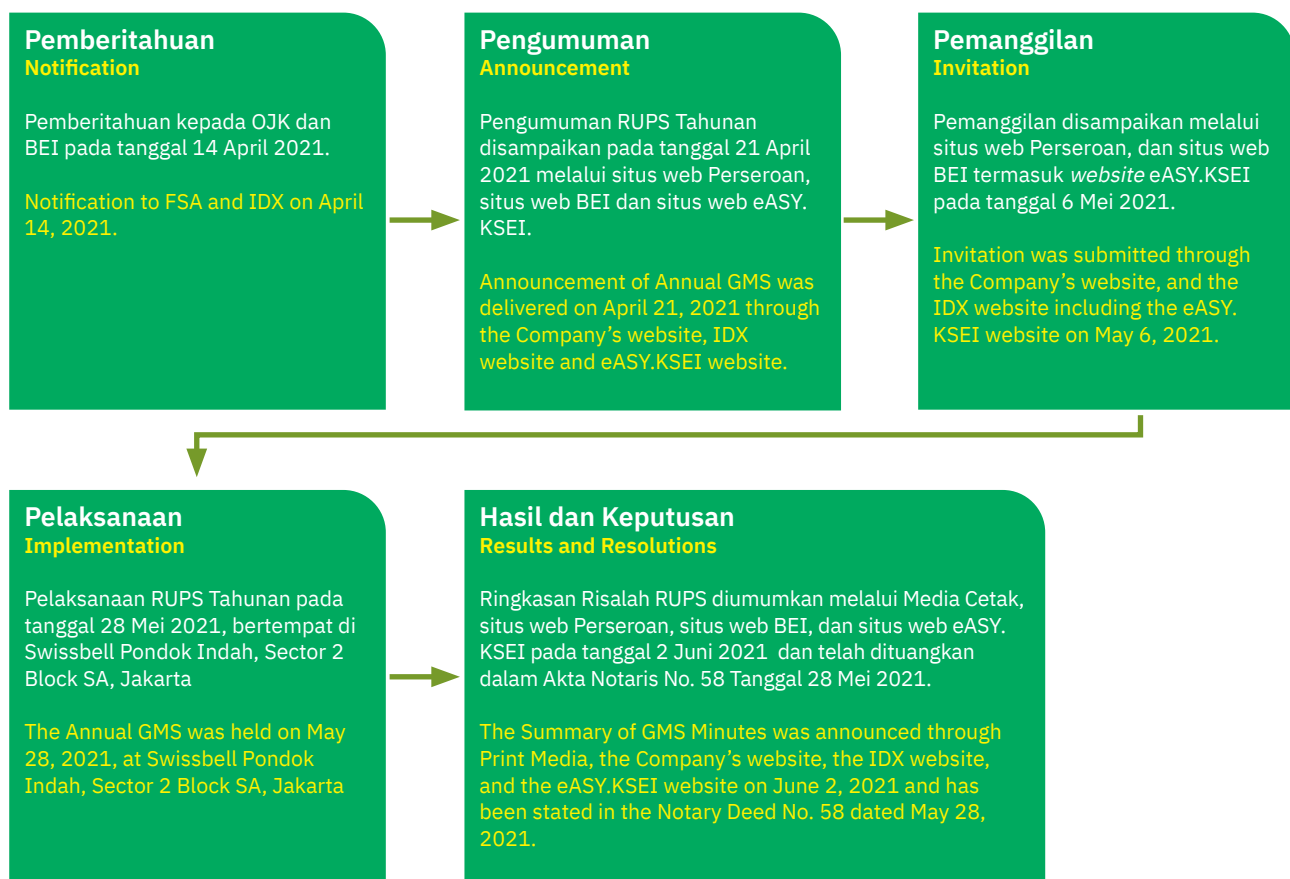 Pemberitahuan
Notification
Pemberitahuan kepada OJK dan
BEI pada tanggal 14 April 2021.
Notification to FSA and IDX on April
14, 2021.
Pengumuman
Announcement
Pengumuman RUPS Tahunan
disampaikan pada tanggal 21 April
2021 melalui situs web Perseroan,
situs web BEI dan situs web eASY.
KSEI.
Announcement of Annual GMS was
delivered on April 21, 2021 through
the Company’s website, IDX
website and eASY.KSEI website.
Pemanggilan
Invitation
Pemanggilan disampaikan melalui
situs web Perseroan, dan situs web
BEI termasuk website eASY.KSEI
pada tanggal 6 Mei 2021.
Invitation was submitted through
the Company’s website, and the
IDX website including the eASY.
KSEI website on May 6, 2021.
Pelaksanaan
Implementation
Pelaksanaan RUPS Tahunan pada
tanggal 28 Mei 2021, bertempat di
Swissbell Pondok Indah, Sector 2
Block SA, Jakarta
The Annual GMS was held on May
28, 2021, at Swissbell Pondok
Indah, Sector 2 Block SA, Jakarta
Hasil dan Keputusan
Results and Resolutions
Ringkasan Risalah RUPS diumumkan melalui Media Cetak,
situs web Perseroan, situs web BEI, dan situs web eASY.
KSEI pada tanggal 2 Juni 2021 dan telah dituangkan
dalam Akta Notaris No. 58 Tanggal 28 Mei 2021.
The Summary of GMS Minutes was announced through
Print Media, the Company’s website, the IDX website,
and the eASY.KSEI website on June 2, 2021 and has
been stated in the Notary Deed No. 58 dated May 28,
2021.